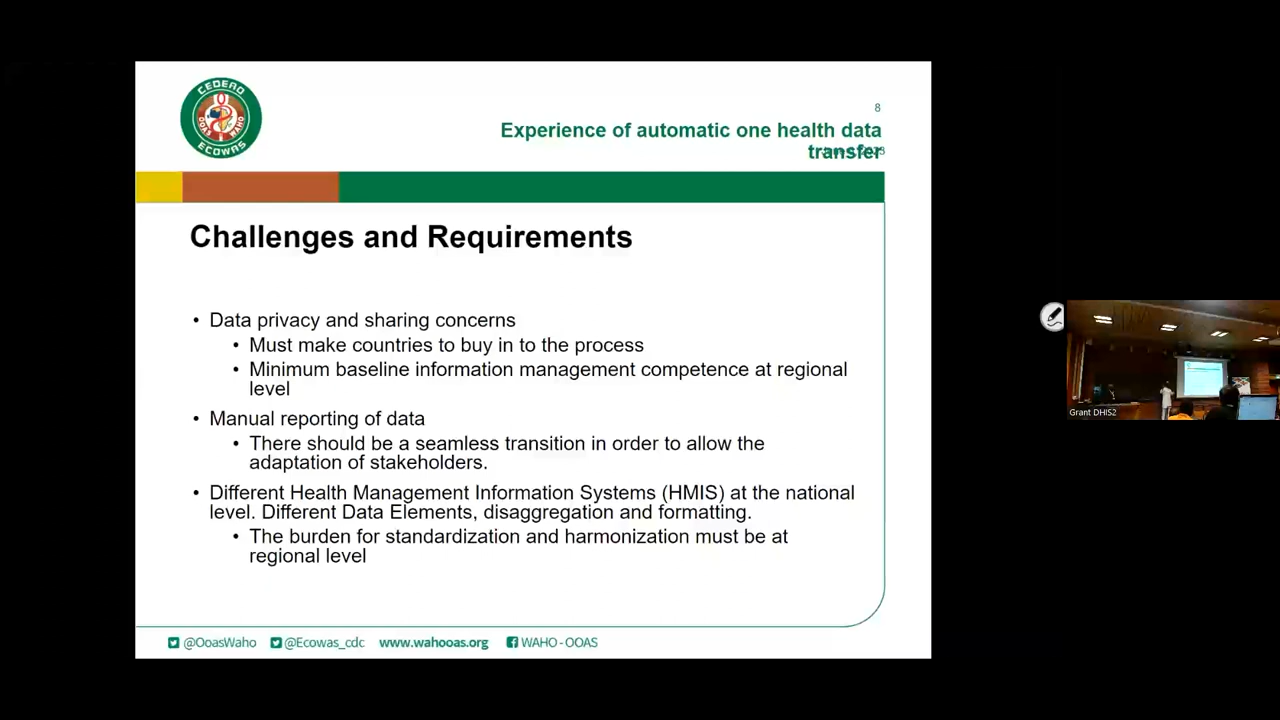 CEDEAO
OOAS WAHO
ECOWAS
8
Experience of automatic one health data
transfer
Challenges and Requirements
• Data privacy and sharing concerns
• Must make countries to buy in to the process
• Minimum baseline information management competence at regional
level
• Manual reporting of data
• There should be a seamless transition in order to allow the
adaptation of stakeholders.
• Different Health Management Information Systems (HMIS) at the national
level. Different Data Elements, disaggregation and formatting.
• The burden for standardization and harmonization must be at
regional level
@OoasWaho @Ecowas_cdc www.wahooas.org WAHO - OOAS
Grant DHIS2